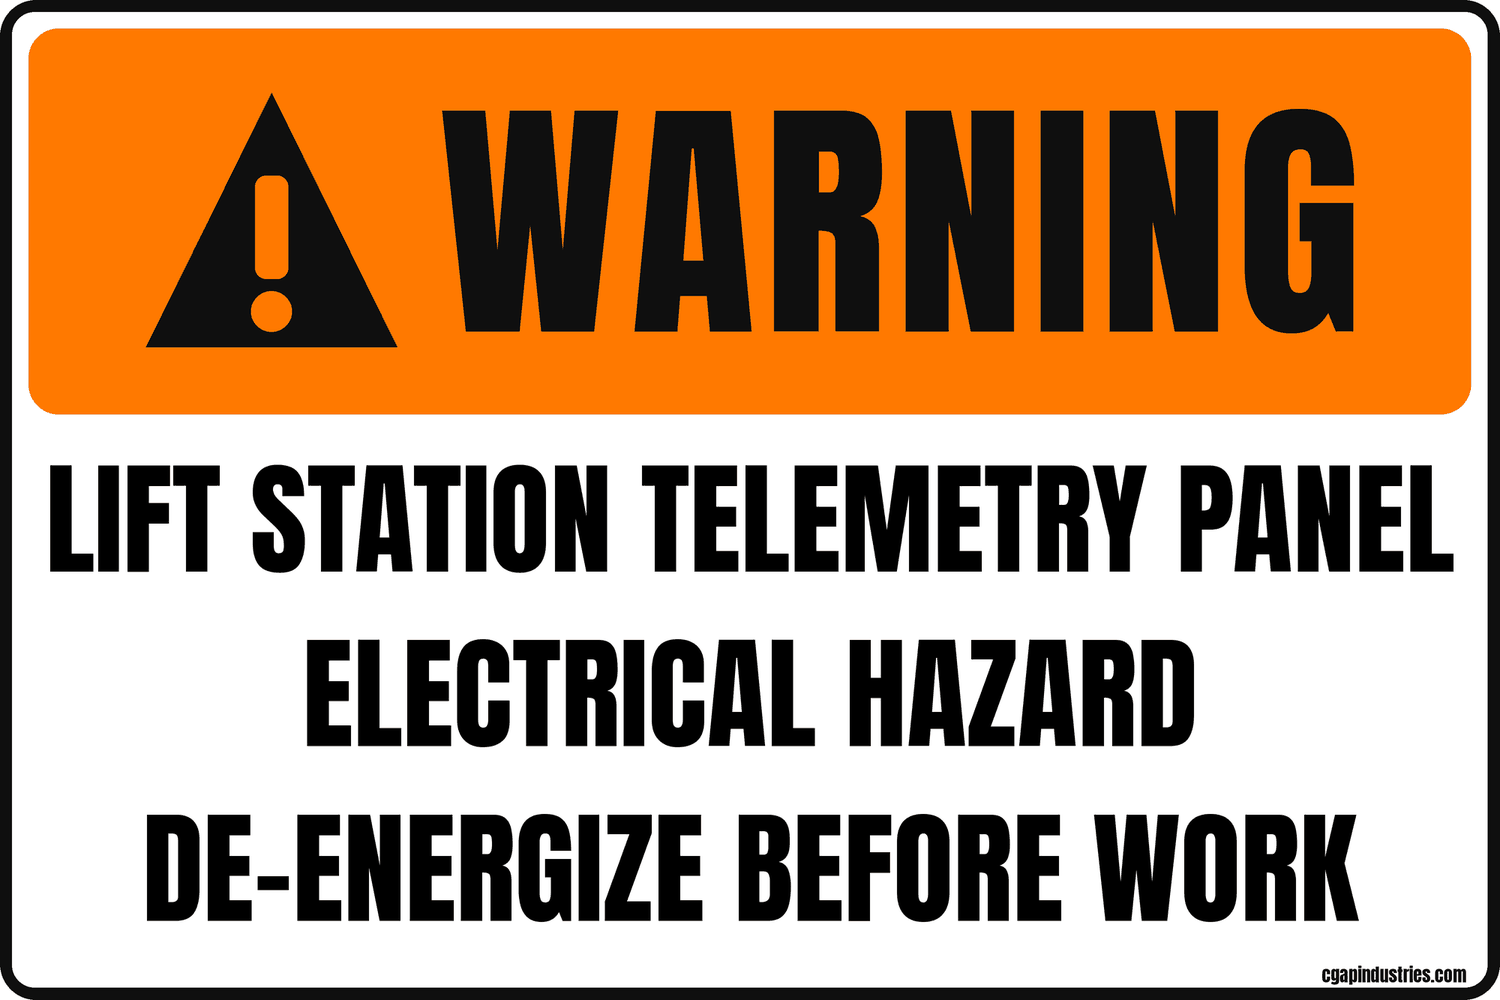 WARNING
LIFT STATION TELEMETRY PANEL
ELECTRICAL HAZARD
DE-ENERGIZE BEFORE WORK
cgapindustries.com